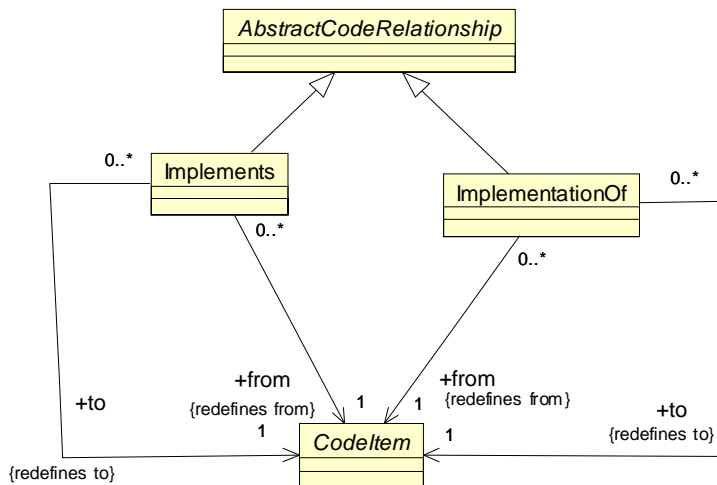 AbstractCodeRelationship
0..*
Implements
ImplementationOf
0..*
0..*
0..*
+from
{redefines from}
1
+from
{redefines from}
1
+to
1
{redefines to}
+to
{redefines to}
1
CodeItem